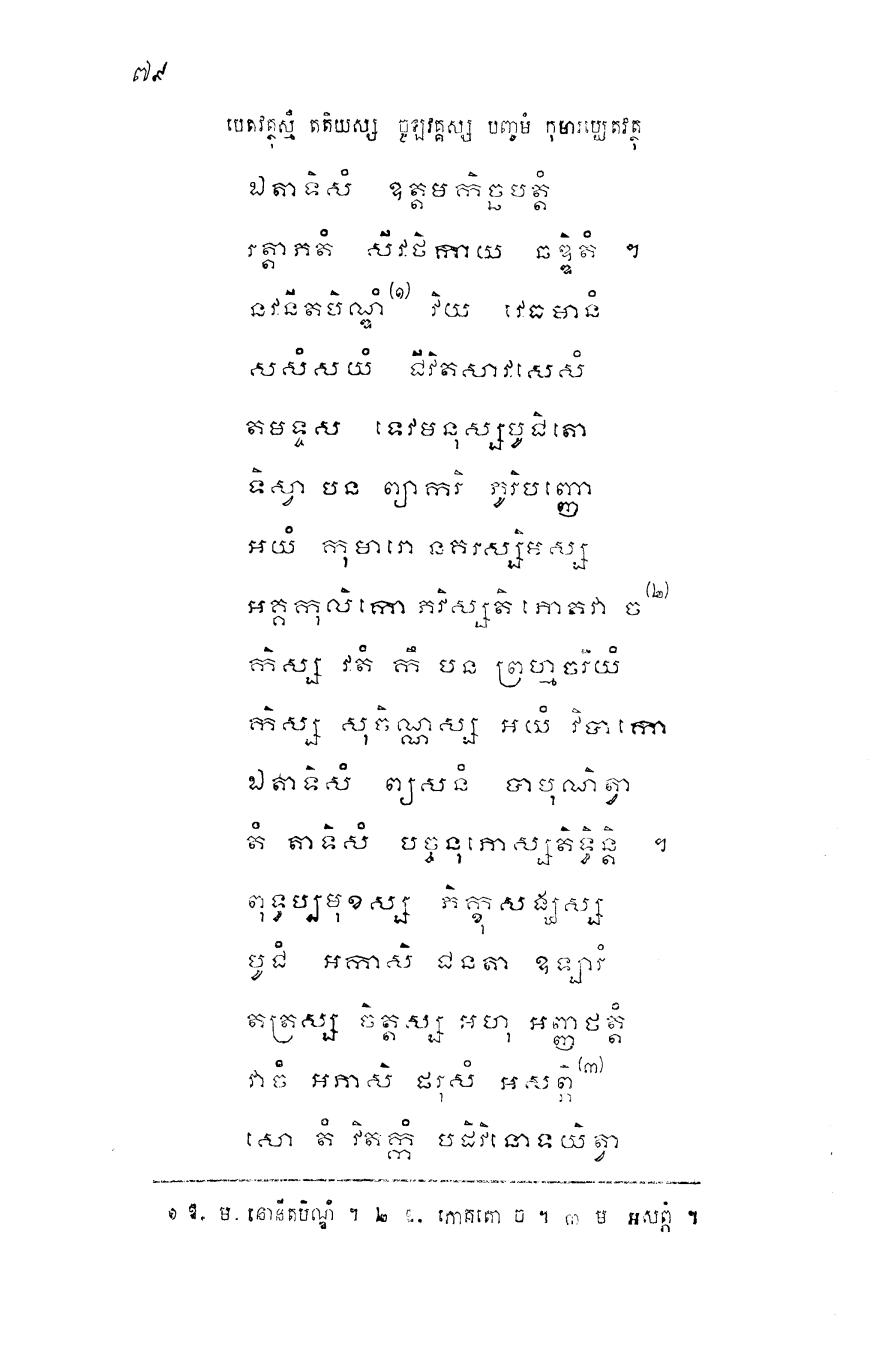 ៧៩
បេតវត្ថុស្មឹ តតិយស្ស ចូឡវគ្គស្ស បញ្ចមំ កុមារប្បេតវត្ថុ
ឯតាទិសំ ឧត្តមកិច្ឆបត្តំ
រត្តាភតំ សីវថិកាយ ឆឌ្ឌិតំ ។
នវនីតបិណ្ឌំ(១) វិយ វេធមានំ
សសំសយំ ជីវិតសាវសេសំ
តមទ្ទស ទេវមនុស្សបូជិតោ
ទិស្វា បន ព្យាករិ ភូរិបញ្ញោ
អយំ កុមារោ នគរស្សិមស្ស
អគ្គកុលិកោ ភវិស្សតិ ភោតវា ច(២)
កិស្ស វតំ កឹ បន ព្រហ្មចរិយំ
កិស្ស សុចិណ្ណស្ស អយំ វិបាកោ
ឯតាទិសំ ព្យសនំ បាបុណិត្វា
តំ តាទិសំ បច្ចនុភោស្សតិទ្ធិន្តិ ។
ពុទ្ធប្បមុខស្ស ភិក្ខុសង្ឃស្ស
បូជំ អកាសិ ជនតា ឧឡារំ
តត្រស្ស ចិត្តស្ស អហុ អញ្ញថត្តំ
វាចំ អភាសិ ផរុសំ អសព្ភិ(៣)
សោ តំ វិតក្កំ បដិវិនោទយិត្វា
១ ឱ. ម. នោនីតបិណ្ឌំ ។ ២ ឱ. ភោគតោ ច ។ ៣ ម អសព្ភំ ។